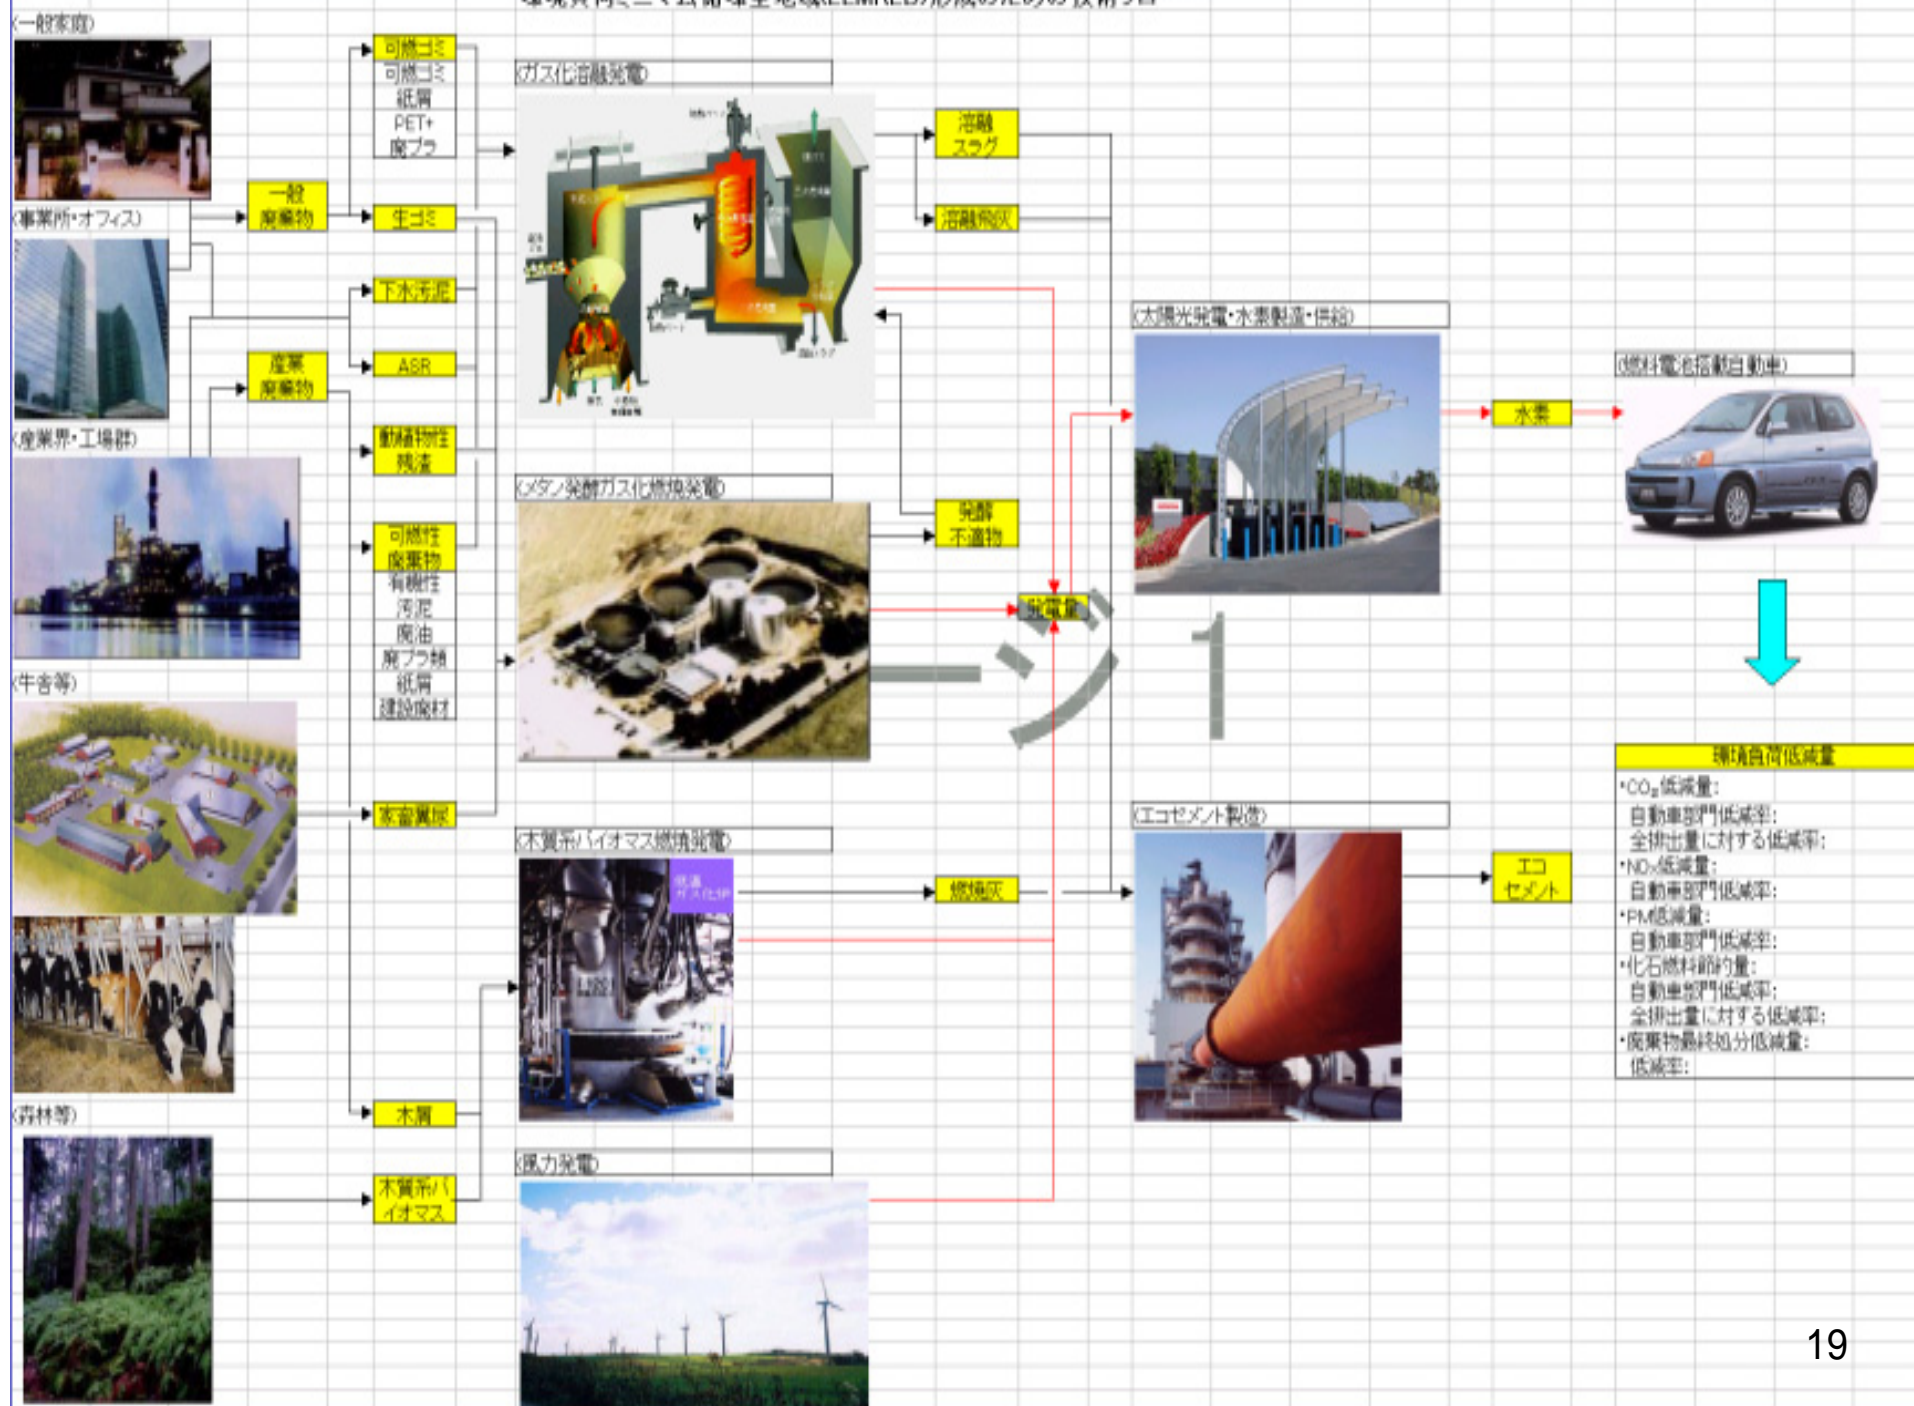 (一般家庭)
可燃ゴミ
可燃ゴミ
紙屑
PET+
廃プラ
(ガス化溶融発電)
溶融
スラグ
一般
廃棄物
(事業所・オフィス)
生ゴミ
溶融飛灰
下水汚泥
(太陽光発電・水素製造・供給)
産業
廃棄物
ASR
(燃料電池搭載自動車)
水素
(産業界・工場群)
動植物性
残渣
(メタン発酵ガス化燃焼発電)
発酵
不適物
可燃性
廃棄物
有機性
汚泥
廃油
廃プラ類
紙屑
建設廃材
発電量
ージ 1
(牛舎等)
環境負荷低減量
・CO₂低減量:
自動車部門低減率:
全排出量に対する低減率:
・NOx低減量:
自動車部門低減率:
・PM低減量:
自動車部門低減率:
・化石燃料節約量:
自動車部門低減率:
全排出量に対する低減率:
・廃棄物最終処分低減量:
低減率:
家畜糞尿
(エコセメント製造)
(木質系バイオマス燃焼発電)
低温
ガス化炉
燃焼灰
エコ
セメント
(森林等)
木屑
(風力発電)
木質系バ
イオマス
19